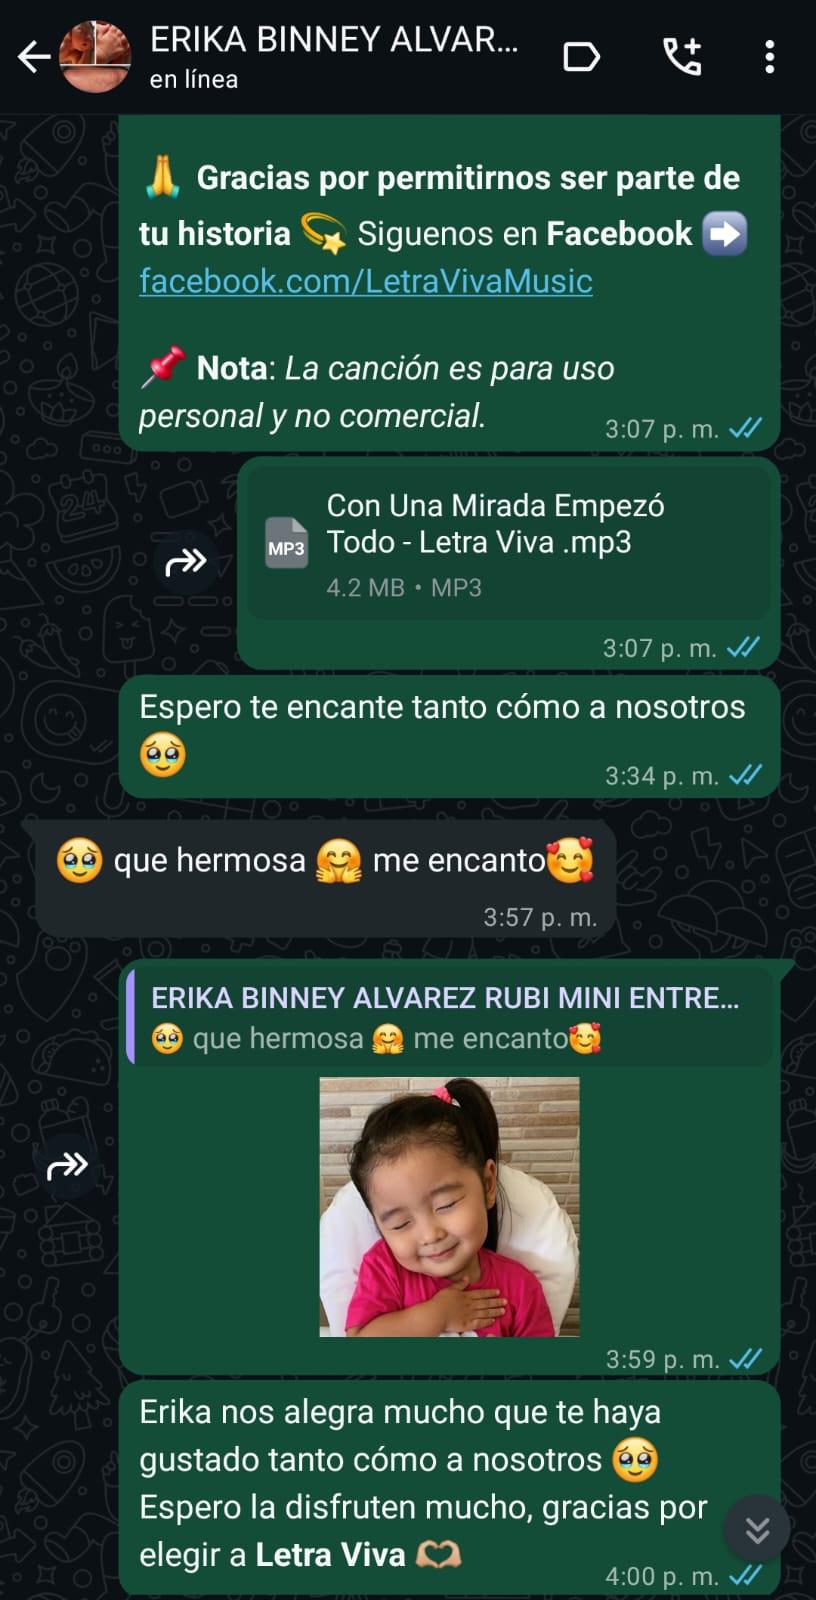 ERIKA BINNEY ALVAR...
en línea
🙏 Gracias por permitirnos ser parte de
tu historia 💫 Siguenos en Facebook ➡️
facebook.com/LetraVivaMusic
📌 Nota: La canción es para uso
personal y no comercial.
3:07 p. m.
Con Una Mirada Empezó
MP3 Todo - Letra Viva .mp3
4.2 MB • MP3
3:07 p. m.
Espero te encante tanto cómo a nosotros
🥹
3:34 p. m.
🥹 que hermosa 🤗 me encanto🥰
3:57 p. m.
ERIKA BINNEY ALVAREZ RUBI MINI ENTRE...
🥹 que hermosa 🤗 me encanto🥰
3:59 p. m.
Erika nos alegra mucho que te haya
gustado tanto cómo a nosotros 🥹
Espero la disfruten mucho, gracias por
elegir a Letra Viva 🫶🏼
4:00 p. m.